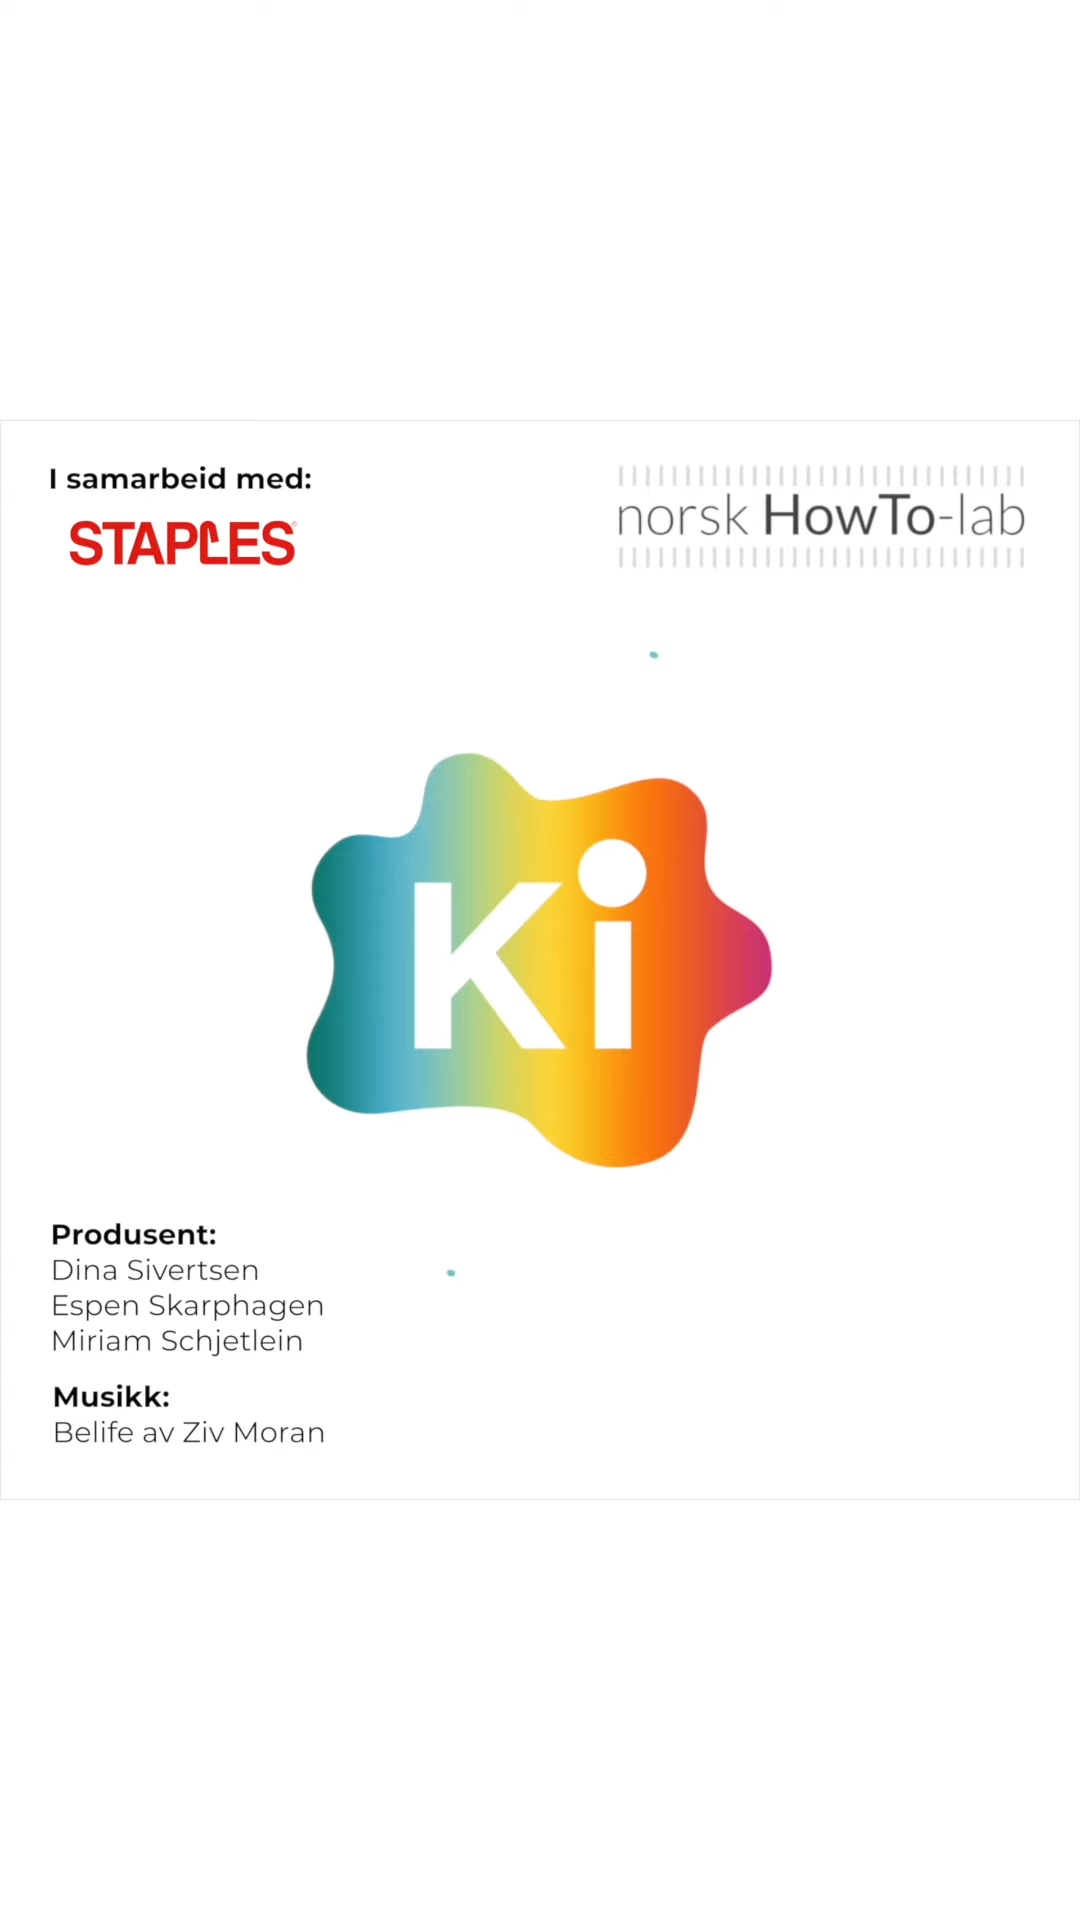 I samarbeid med:
STAPLES
norsk HowTo-lab
Ki
Produsent:
Dina Sivertsen
Espen Skarphagen
Miriam Schjetlein
Musikk:
Belife av Ziv Moran